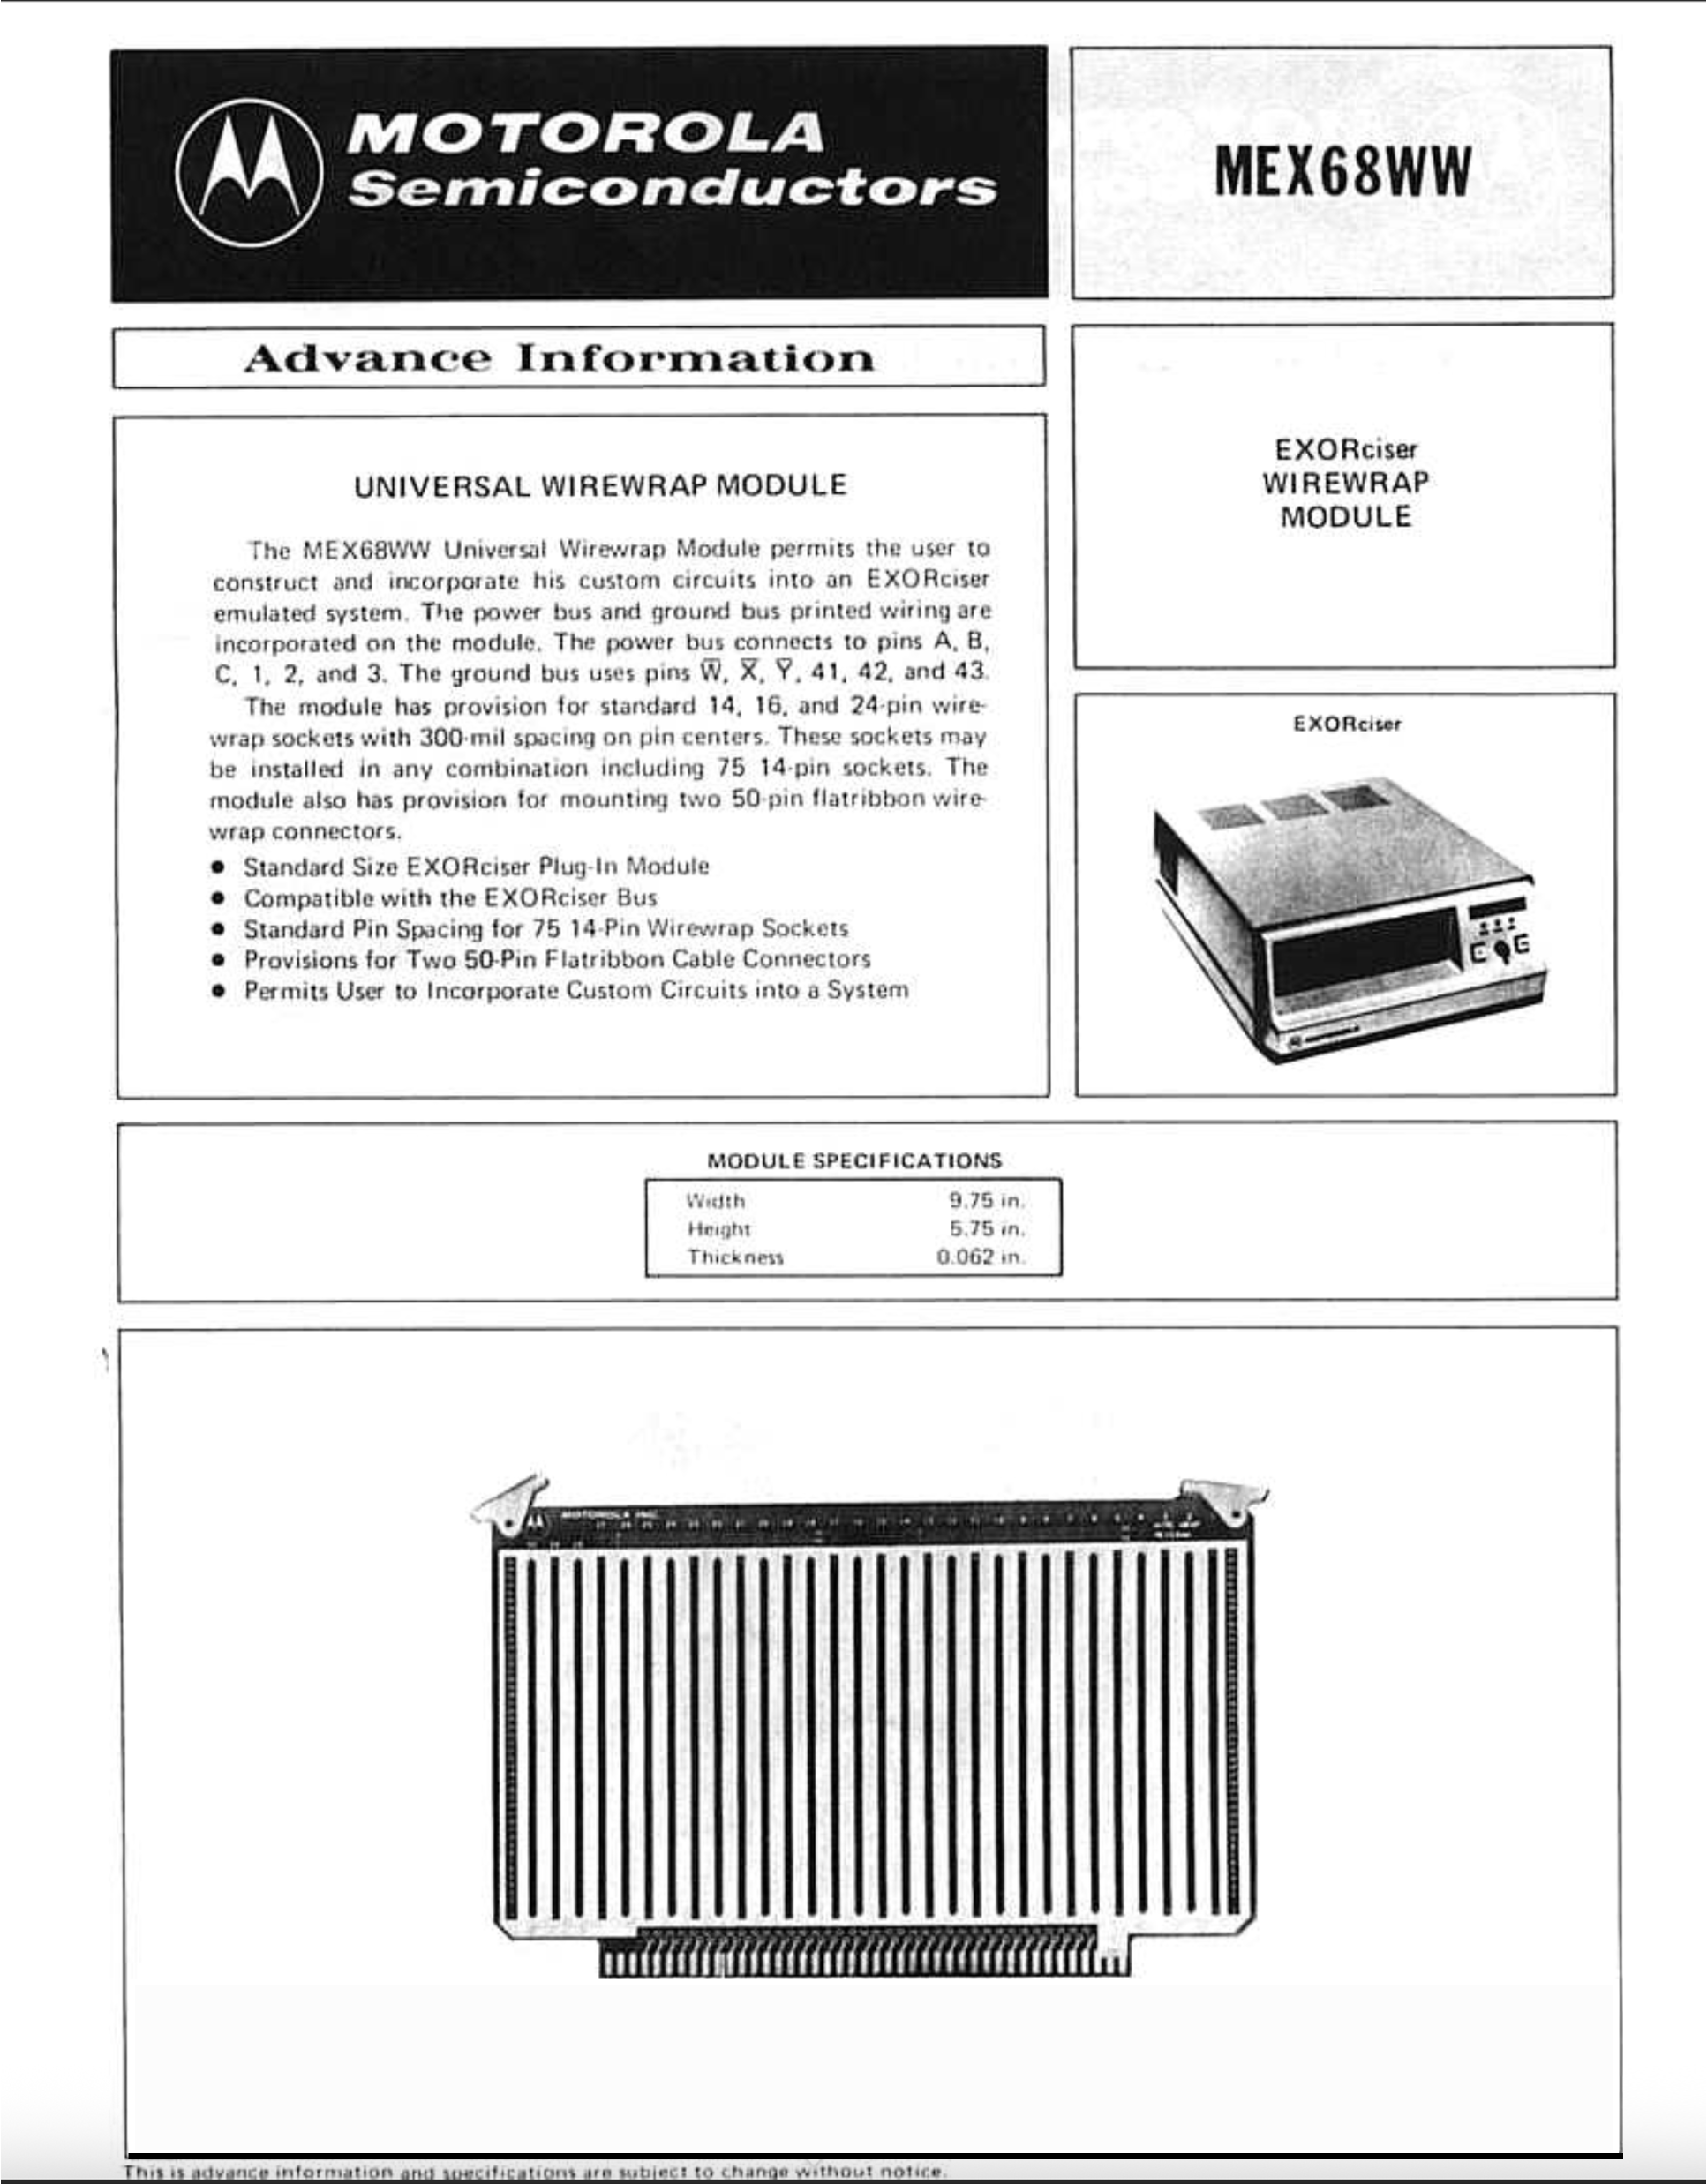 MOTOROLA
Semiconductors
MEX68WW
Advance Information
UNIVERSAL WIREWRAP MODULE
The MEX68WW Universal Wirewrap Module permits the user to
construct and incorporate his custom circuits into an EXORciser
emulated system. The power bus and ground bus printed wiring are
incorporated on the module. The power bus connects to pins A, B,
C, 1, 2, and 3. The ground bus uses pins W̅, X̅, Y̅, 41, 42, and 43.
The module has provision for standard 14, 16, and 24-pin wire-
wrap sockets with 300-mil spacing on pin centers. These sockets may
be installed in any combination including 75 14-pin sockets. The
module also has provision for mounting two 50-pin flatribbon wire-
wrap connectors.
● Standard Size EXORciser Plug-In Module
● Compatible with the EXORciser Bus
● Standard Pin Spacing for 75 14-Pin Wirewrap Sockets
● Provisions for Two 50-Pin Flatribbon Cable Connectors
● Permits User to Incorporate Custom Circuits into a System
EXORciser
WIREWRAP
MODULE
EXORciser
MODULE SPECIFICATIONS
Width 9.75 in.
Height 5.75 in.
Thickness 0.062 in.
MOTOROLA INC.
This is advance information and specifications are subject to change without notice.